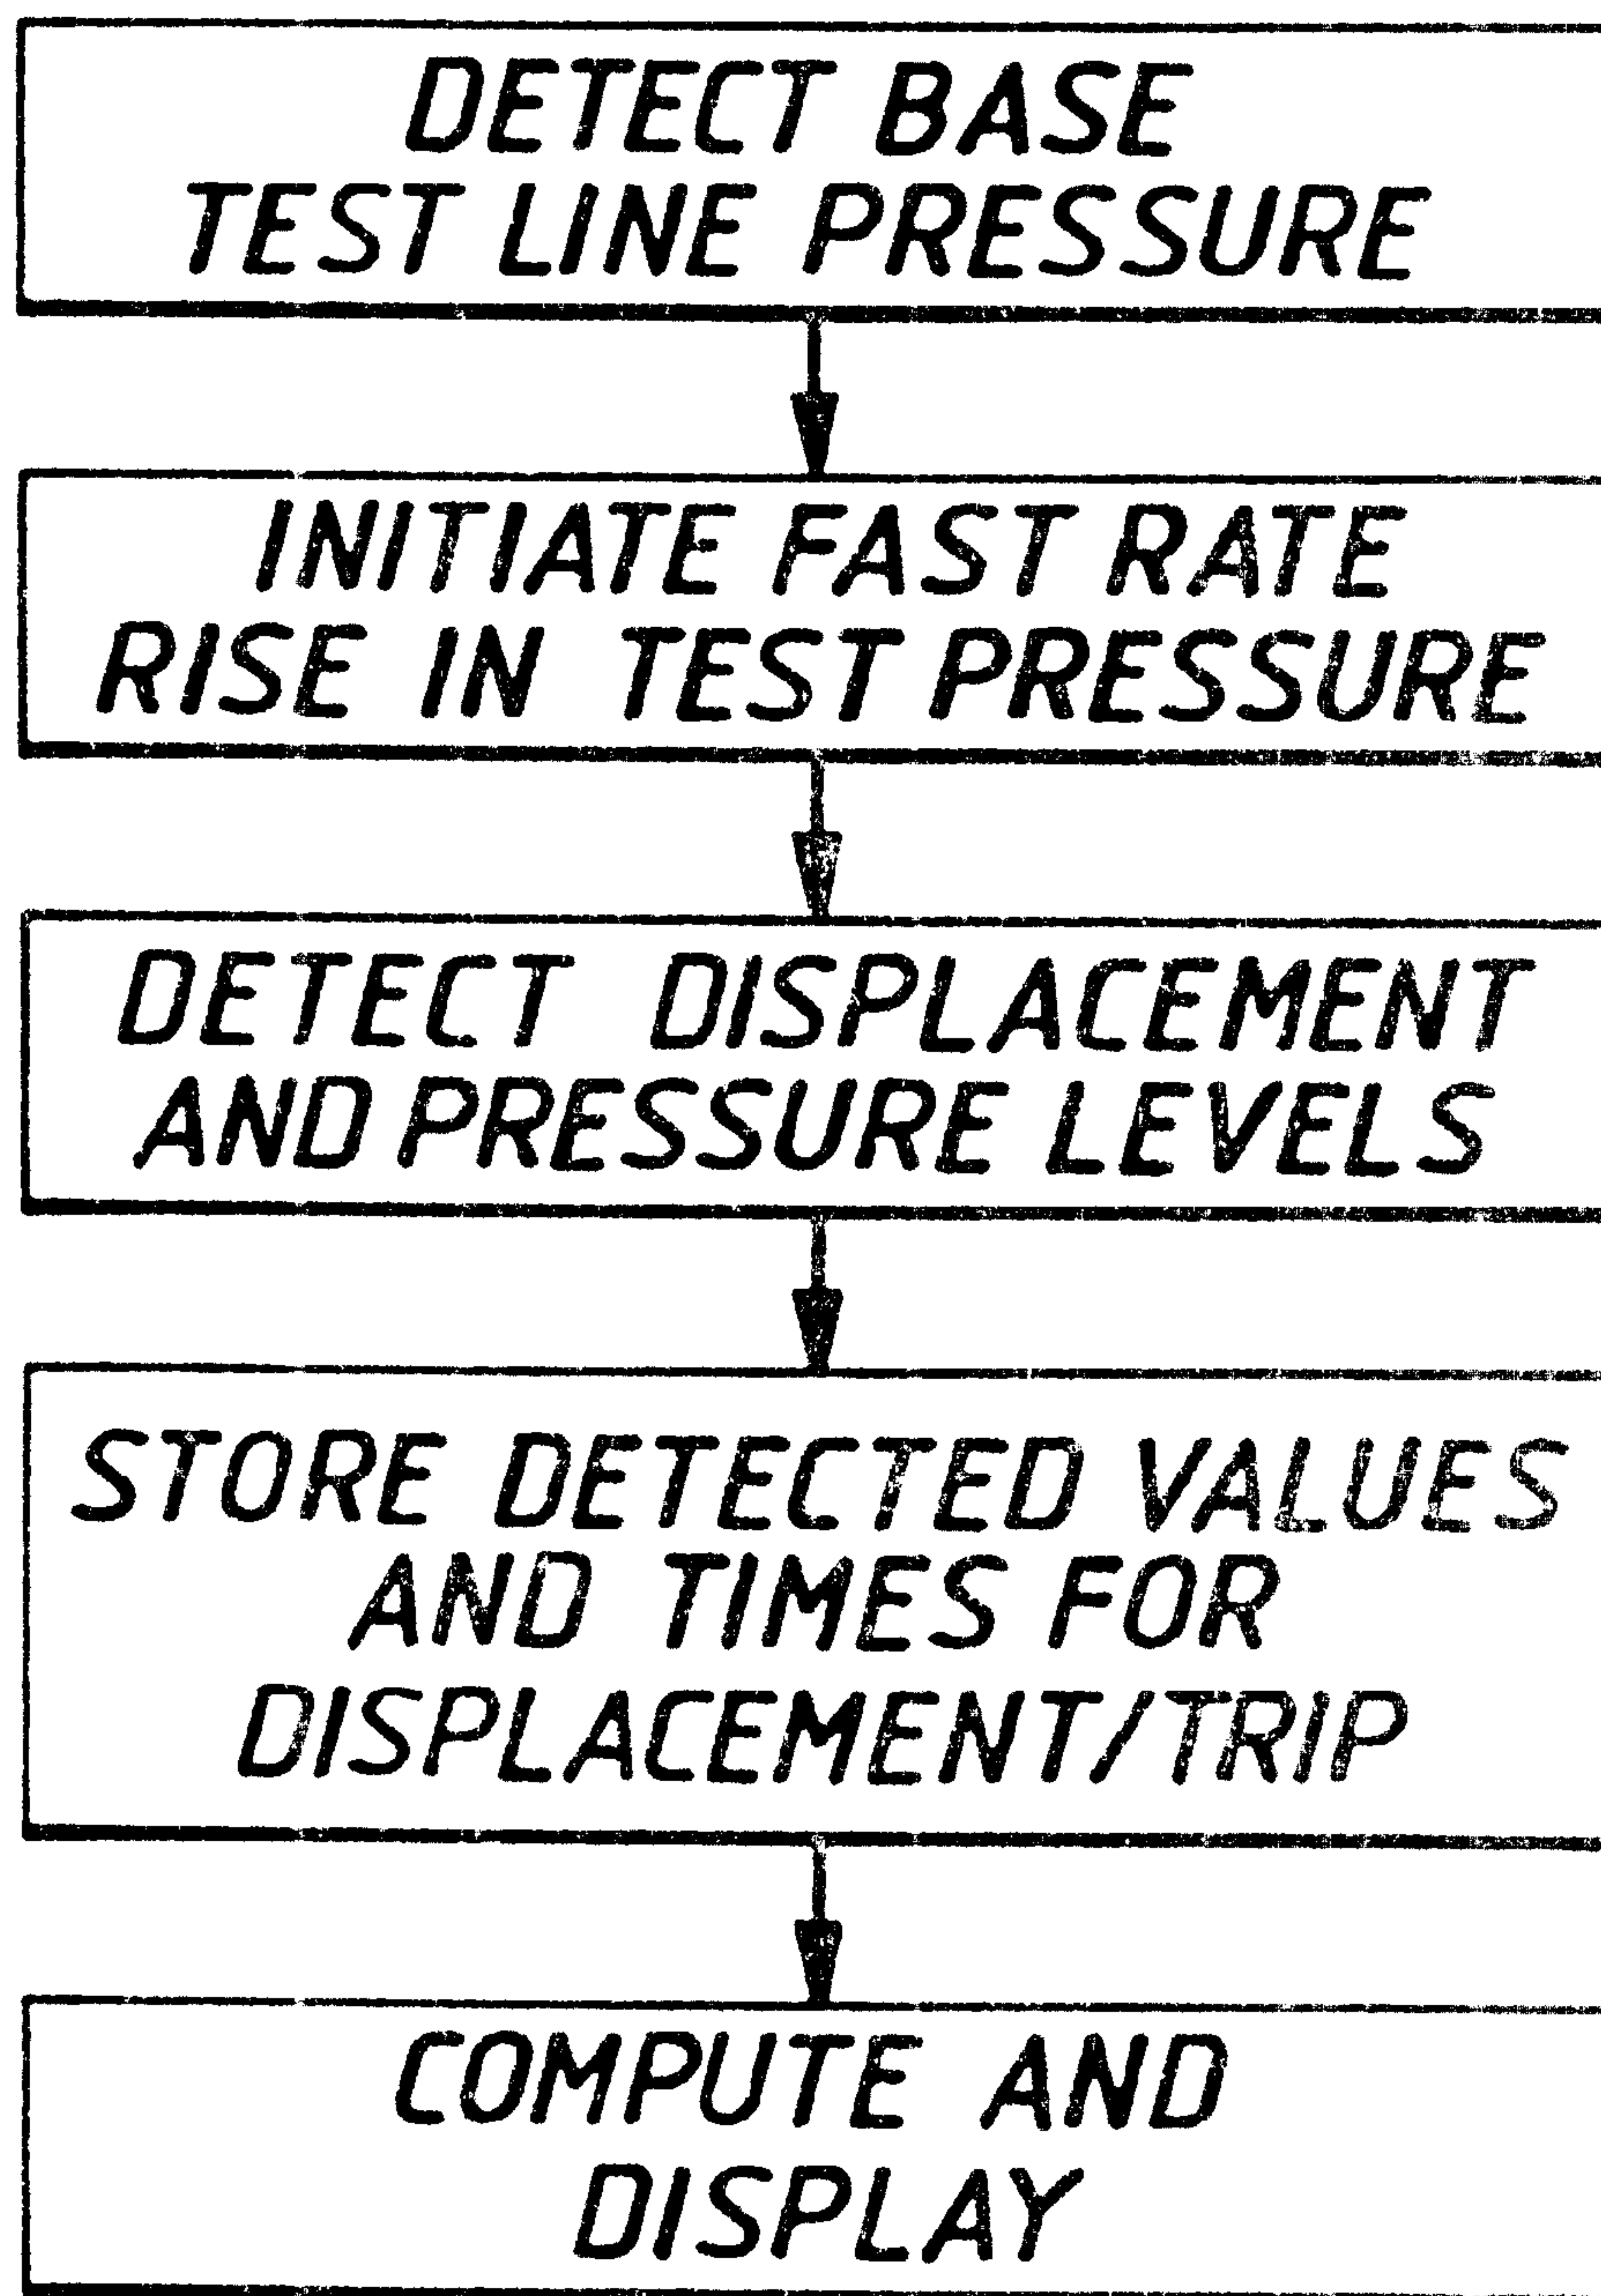 DETECT BASE
TEST LINE PRESSURE
INITIATE FAST RATE
RISE IN TEST PRESSURE
DETECT DISPLACEMENT
AND PRESSURE LEVELS
STORE DETECTED VALUES
AND TIMES FOR
DISPLACEMENT/TRIP
COMPUTE AND
DISPLAY